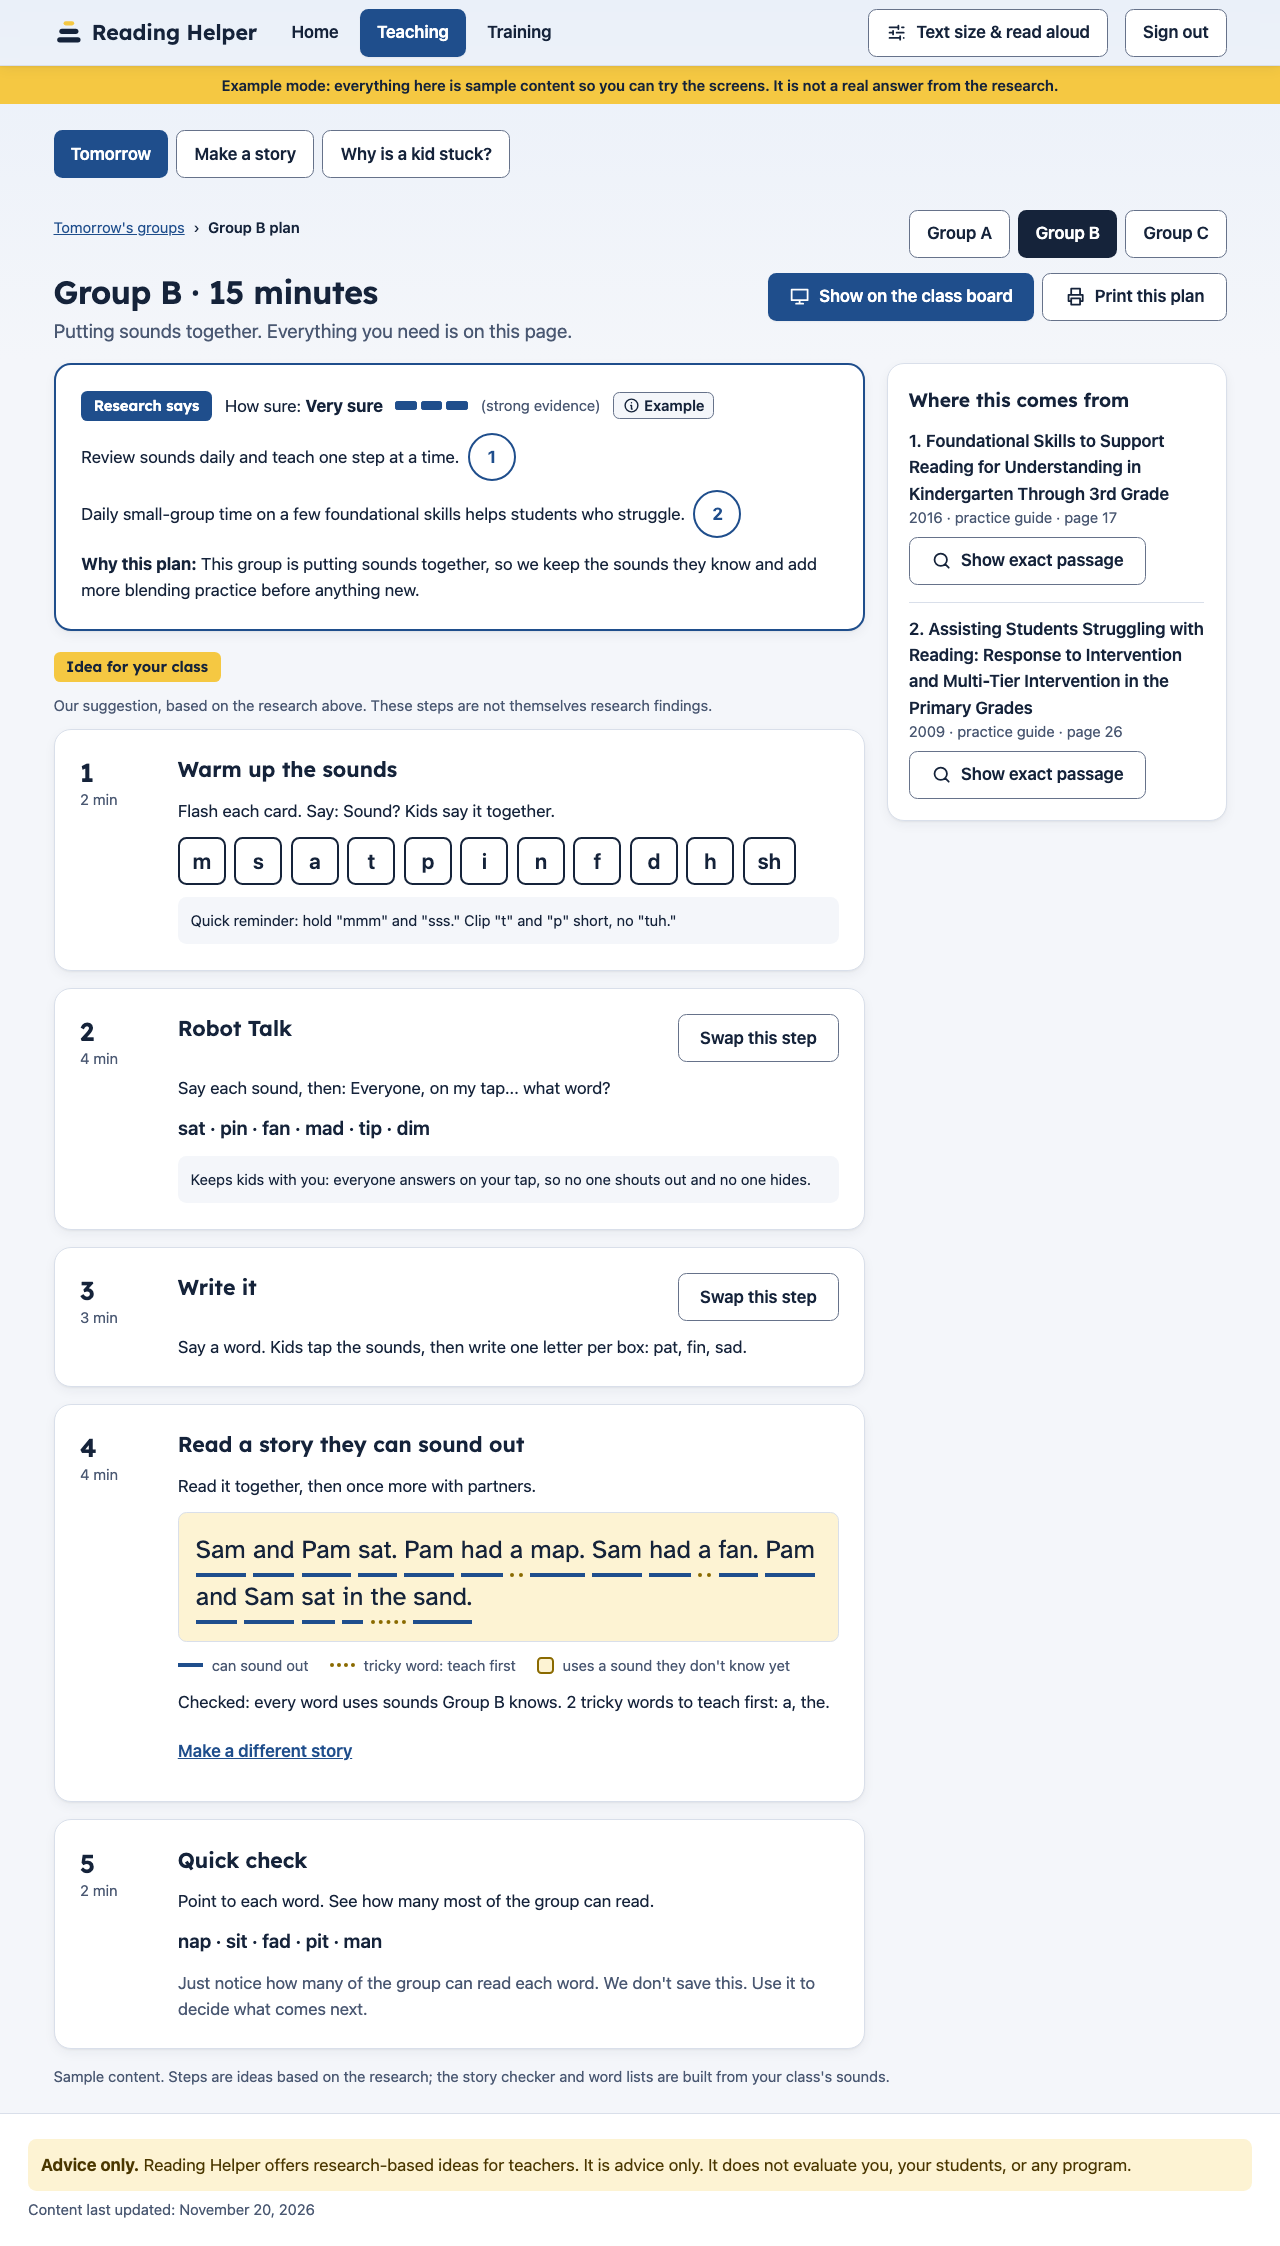 Reading Helper
Home
Teaching
Training
Text size & read aloud
Sign out
Example mode: everything here is sample content so you can try the screens. It is not a real answer from the research.
Tomorrow
Make a story
Why is a kid stuck?
Tomorrow's groups › Group B plan
Group A
Group B
Group C
Group B · 15 minutes
Show on the class board
Print this plan
Putting sounds together. Everything you need is on this page.
Research says
How sure: Very sure
(strong evidence)
Example
Review sounds daily and teach one step at a time. 1
Daily small-group time on a few foundational skills helps students who struggle. 2
Why this plan: This group is putting sounds together, so we keep the sounds they know and add
more blending practice before anything new.
Where this comes from
1. Foundational Skills to Support
Reading for Understanding in
Kindergarten Through 3rd Grade
2016 · practice guide · page 17
Show exact passage
2. Assisting Students Struggling with
Reading: Response to Intervention
and Multi-Tier Intervention in the
Primary Grades
2009 · practice guide · page 26
Show exact passage
Idea for your class
Our suggestion, based on the research above. These steps are not themselves research findings.
1
2 min
Warm up the sounds
Flash each card. Say: Sound? Kids say it together.
m s a t p i n f d h sh
Quick reminder: hold "mmm" and "sss." Clip "t" and "p" short, no "tuh."
2
4 min
Robot Talk
Swap this step
Say each sound, then: Everyone, on my tap... what word?
sat · pin · fan · mad · tip · dim
Keeps kids with you: everyone answers on your tap, so no one shouts out and no one hides.
3
3 min
Write it
Swap this step
Say a word. Kids tap the sounds, then write one letter per box: pat, fin, sad.
4
4 min
Read a story they can sound out
Read it together, then once more with partners.
Sam and Pam sat. Pam had a map. Sam had a fan. Pam
and Sam sat in the sand.
can sound out
tricky word: teach first
uses a sound they don't know yet
Checked: every word uses sounds Group B knows. 2 tricky words to teach first: a, the.
Make a different story
5
2 min
Quick check
Point to each word. See how many most of the group can read.
nap · sit · fad · pit · man
Just notice how many of the group can read each word. We don't save this. Use it to
decide what comes next.
Sample content. Steps are ideas based on the research; the story checker and word lists are built from your class's sounds.
Advice only. Reading Helper offers research-based ideas for teachers. It is advice only. It does not evaluate you, your students, or any program.
Content last updated: November 20, 2026